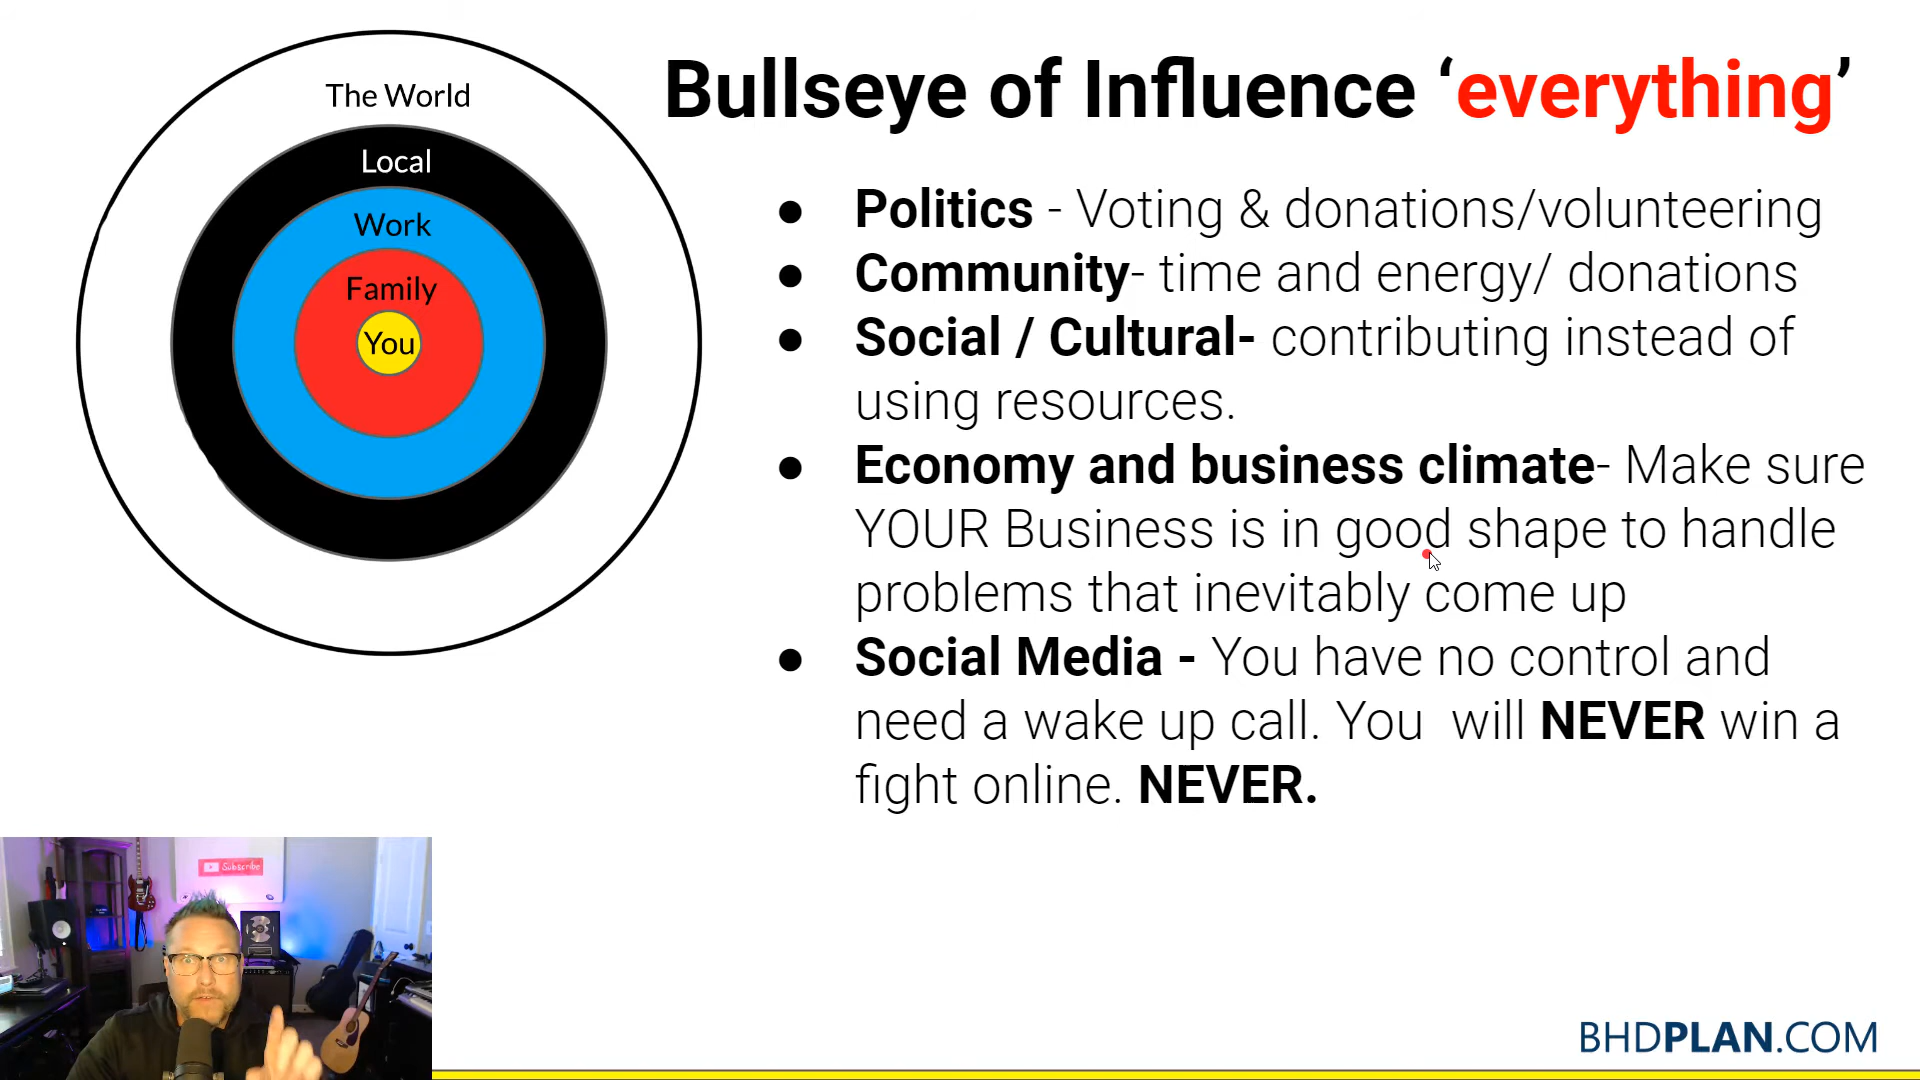 The World
Local
Work
Family
You
Bullseye of Influence ‘everything’
● Politics - Voting & donations/volunteering
● Community- time and energy/ donations
● Social / Cultural- contributing instead of
using resources.
● Economy and business climate- Make sure
YOUR Business is in good shape to handle
problems that inevitably come up
● Social Media - You have no control and
need a wake up call. You  will NEVER win a
fight online. NEVER.
Subscribe
BHDPLAN.COM